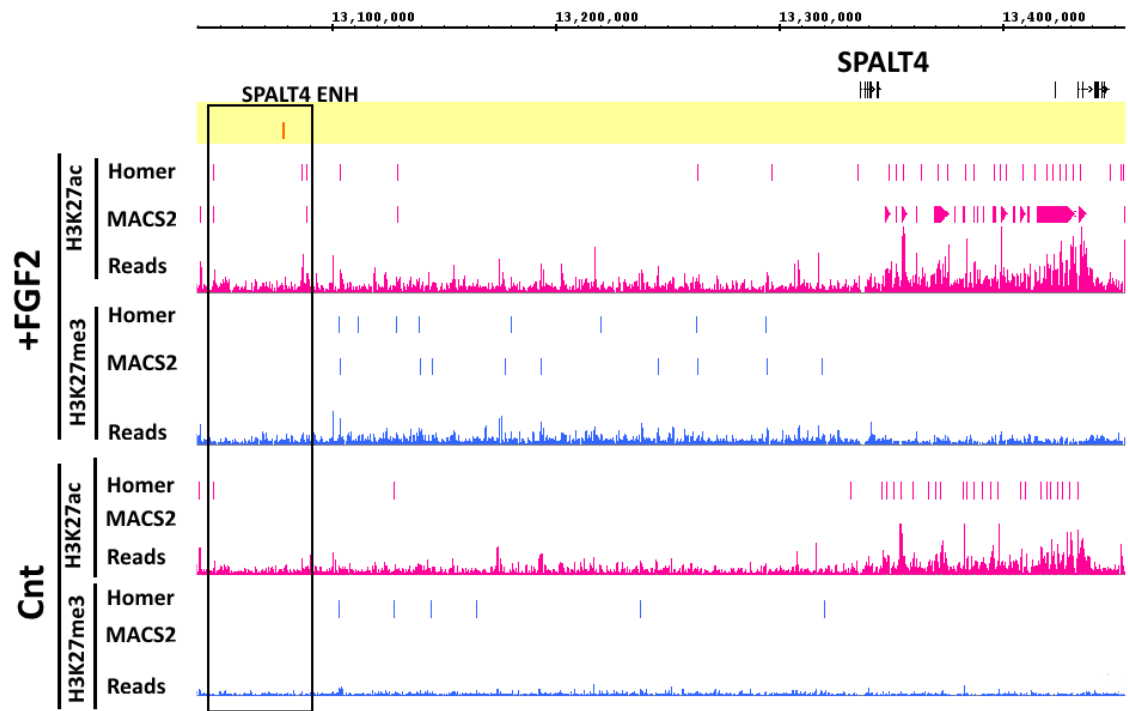 13,100,000 13,200,000 13,300,000 13,400,000
SPALT4
SPALT4 ENH
+FGF2
H3K27ac
Homer
MACS2
Reads
H3K27me3
Homer
MACS2
Reads
Cnt
H3K27ac
Homer
MACS2
Reads
H3K27me3
Homer
MACS2
Reads